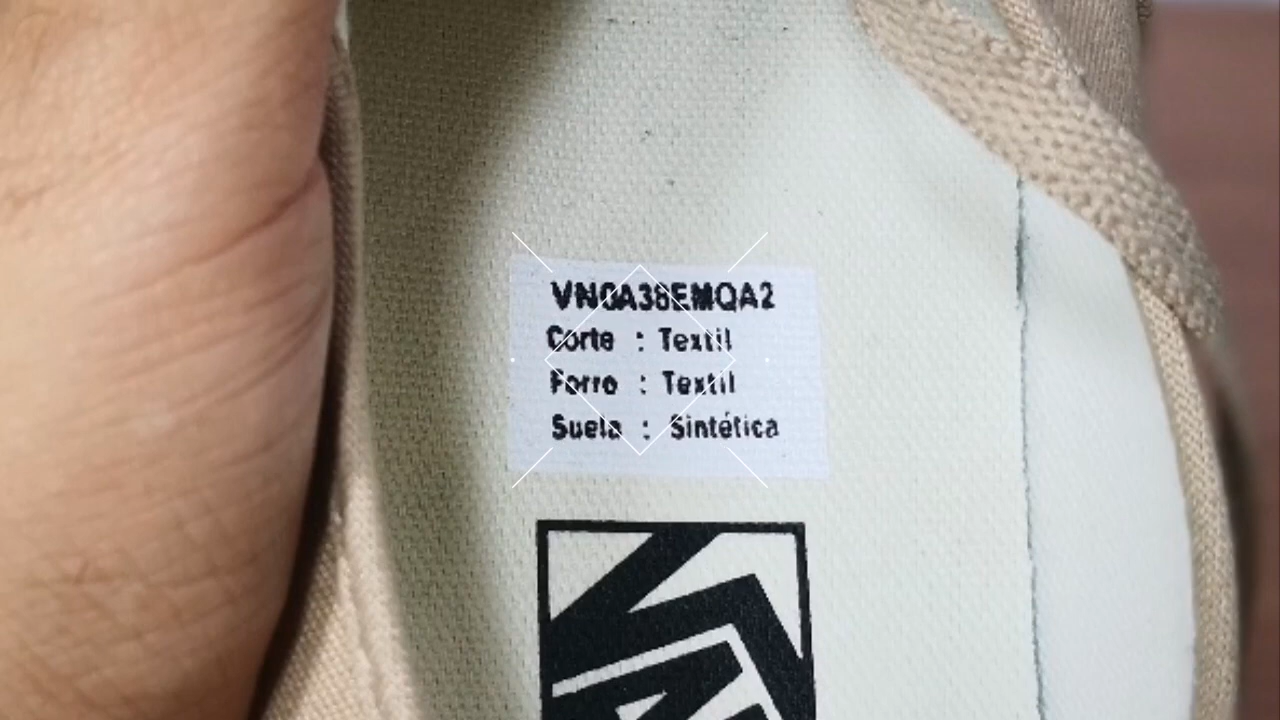 VN0A38EMQA2
Corte : Textil
Forro : Textil
Suela : Sintética